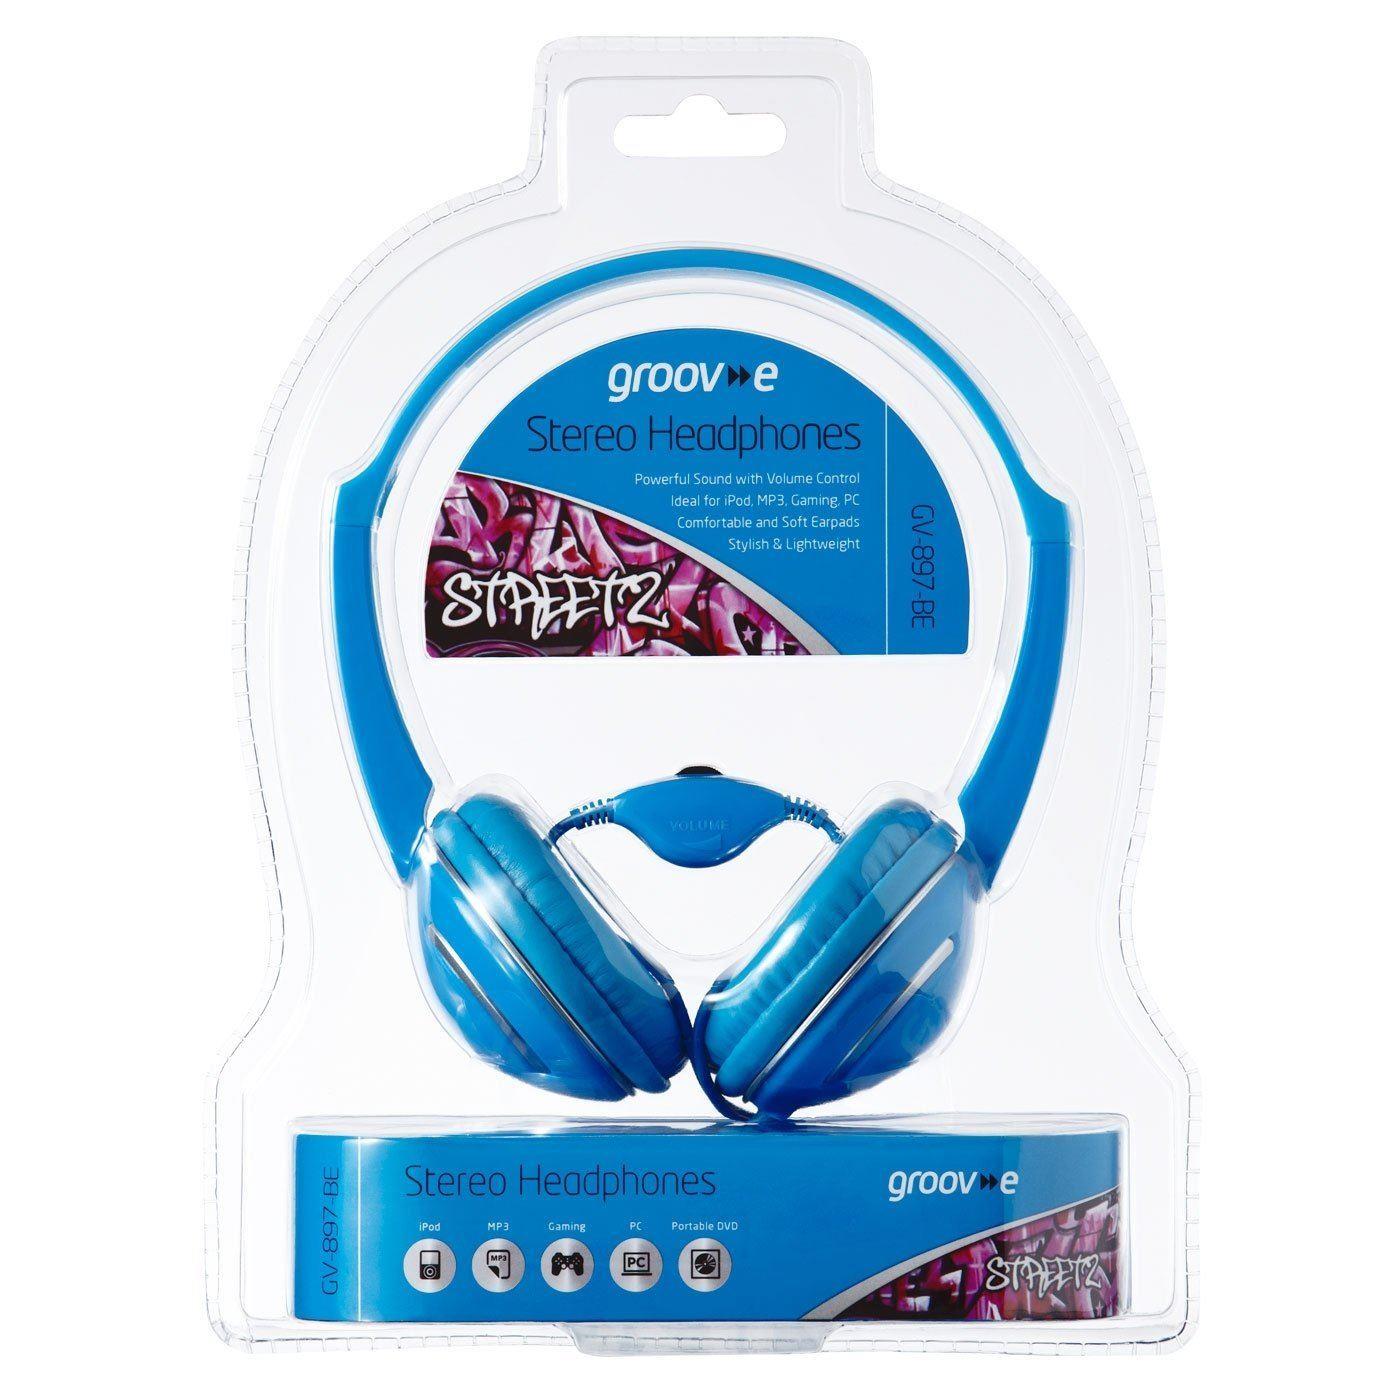 groov e
Stereo Headphones
Powerful Sound with Volume Control
Ideal for iPod, MP3, Gaming, PC
Comfortable and Soft Earpads
Stylish & Lightweight
GV-897-BE
STREETZ
VOLUME
GV-897-BE
Stereo Headphones
groov e
iPod MP3 Gaming PC Portable DVD
MP3 PC
STREETZ